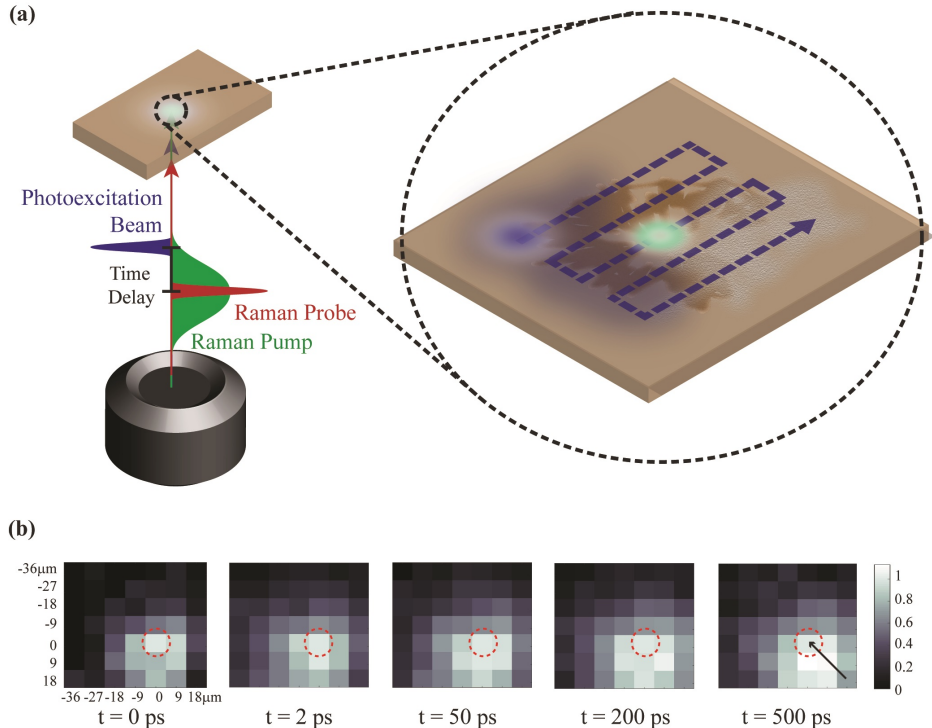 (a)
Photoexcitation
Beam
Time
Delay
Raman Probe
Raman Pump
(b)
-36μm
-27
-18
-9
0
9
18
-36 -27 -18 -9 0 9 18μm
1
0.8
0.6
0.4
0.2
0
t = 0 ps
t = 2 ps
t = 50 ps
t = 200 ps
t = 500 ps